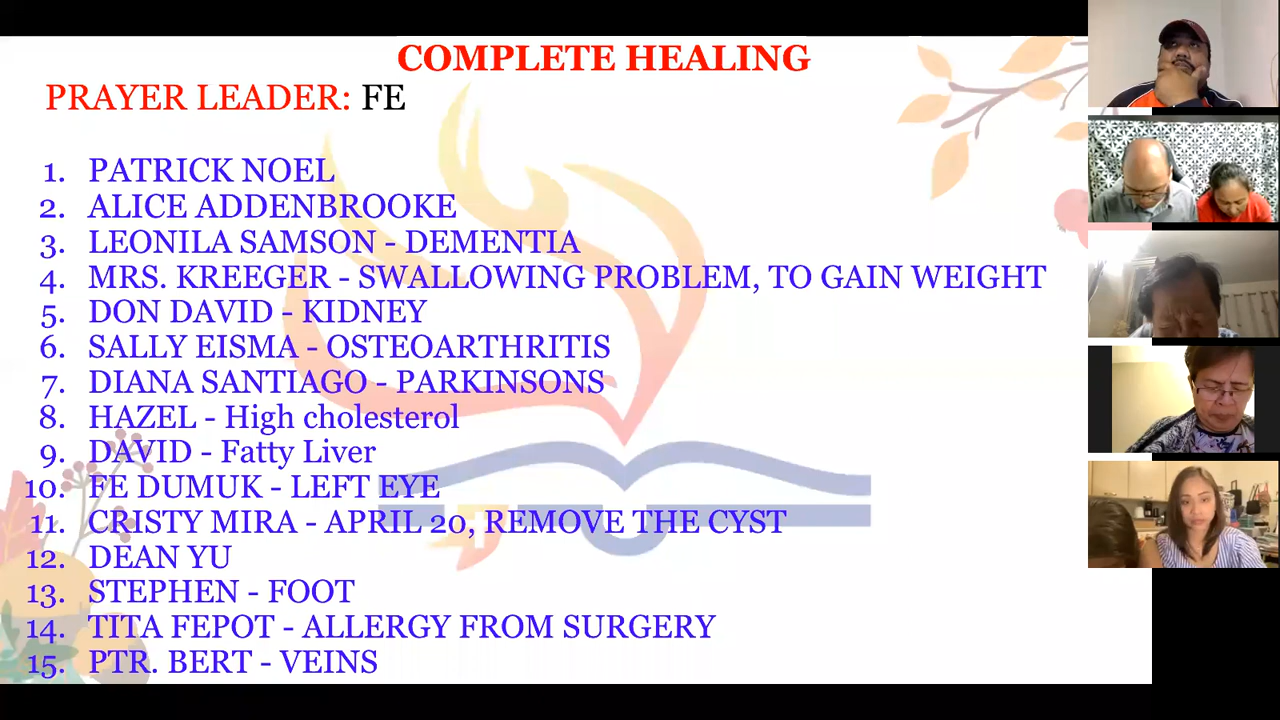 COMPLETE HEALING
PRAYER LEADER: FE
1. PATRICK NOEL
2. ALICE ADDENBROOKE
3. LEONILA SAMSON - DEMENTIA
4. MRS. KREEGER - SWALLOWING PROBLEM, TO GAIN WEIGHT
5. DON DAVID - KIDNEY
6. SALLY EISMA - OSTEOARTHRITIS
7. DIANA SANTIAGO - PARKINSONS
8. HAZEL - High cholesterol
9. DAVID - Fatty Liver
10. FE DUMUK - LEFT EYE
11. CRISTY MIRA - APRIL 20, REMOVE THE CYST
12. DEAN YU
13. STEPHEN - FOOT
14. TITA FEPOT - ALLERGY FROM SURGERY
15. PTR. BERT - VEINS